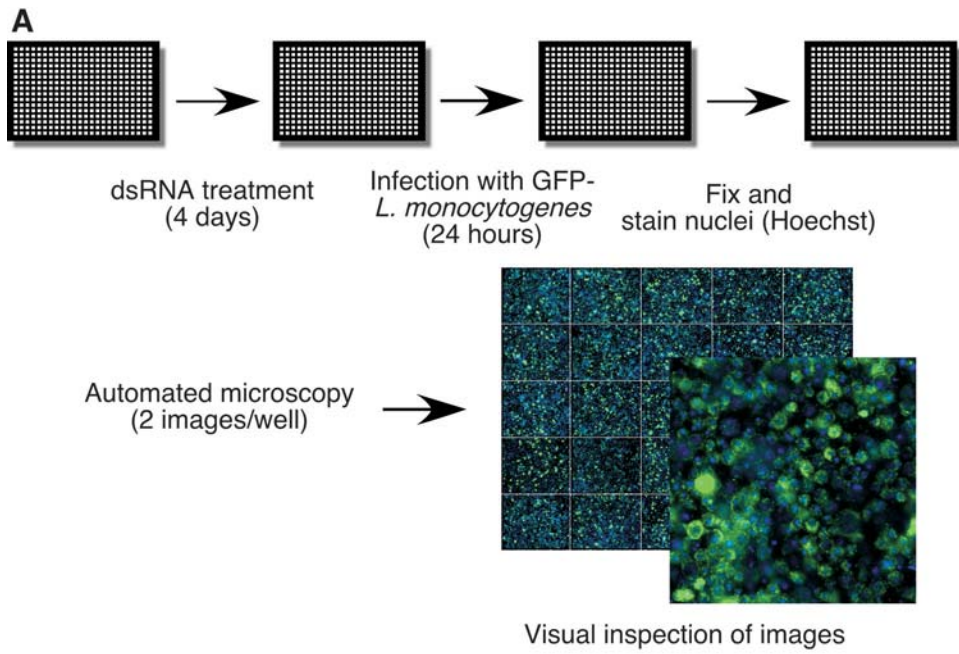 A
dsRNA treatment
(4 days)
Infection with GFP-
L. monocytogenes
(24 hours)
Fix and
stain nuclei (Hoechst)
Automated microscopy
(2 images/well)
Visual inspection of images